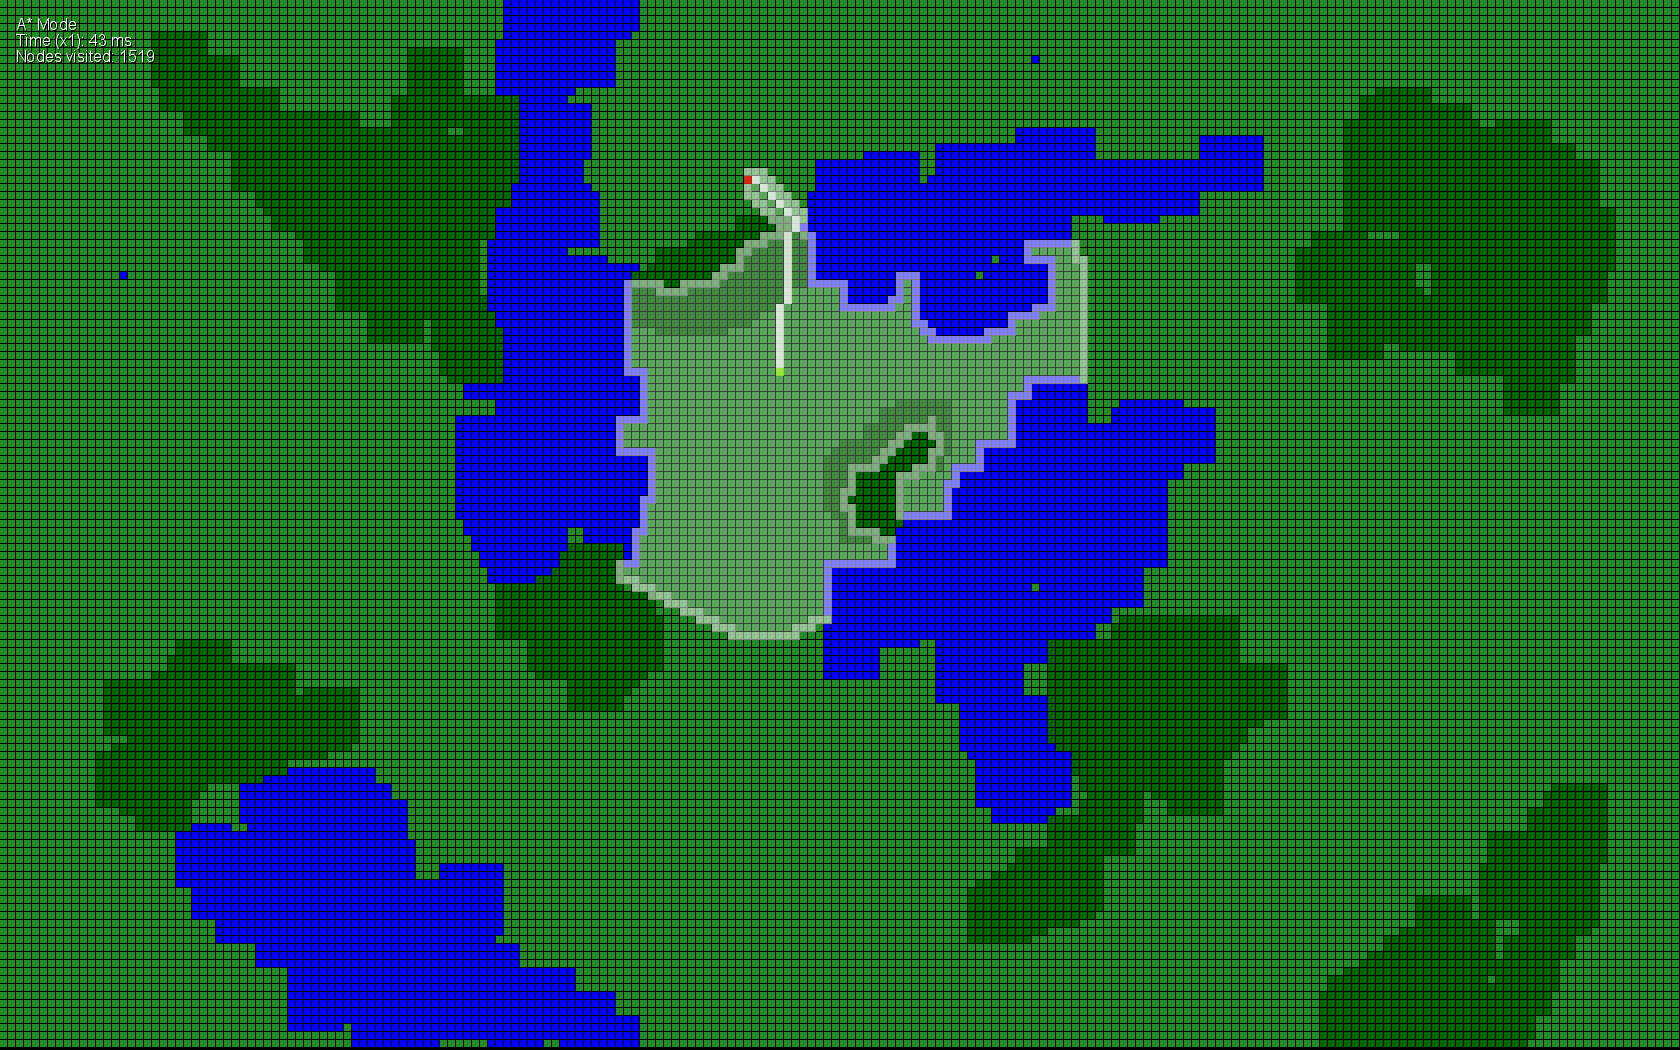 A* Mode
Time (x1): 43 ms
Nodes visited: 1519